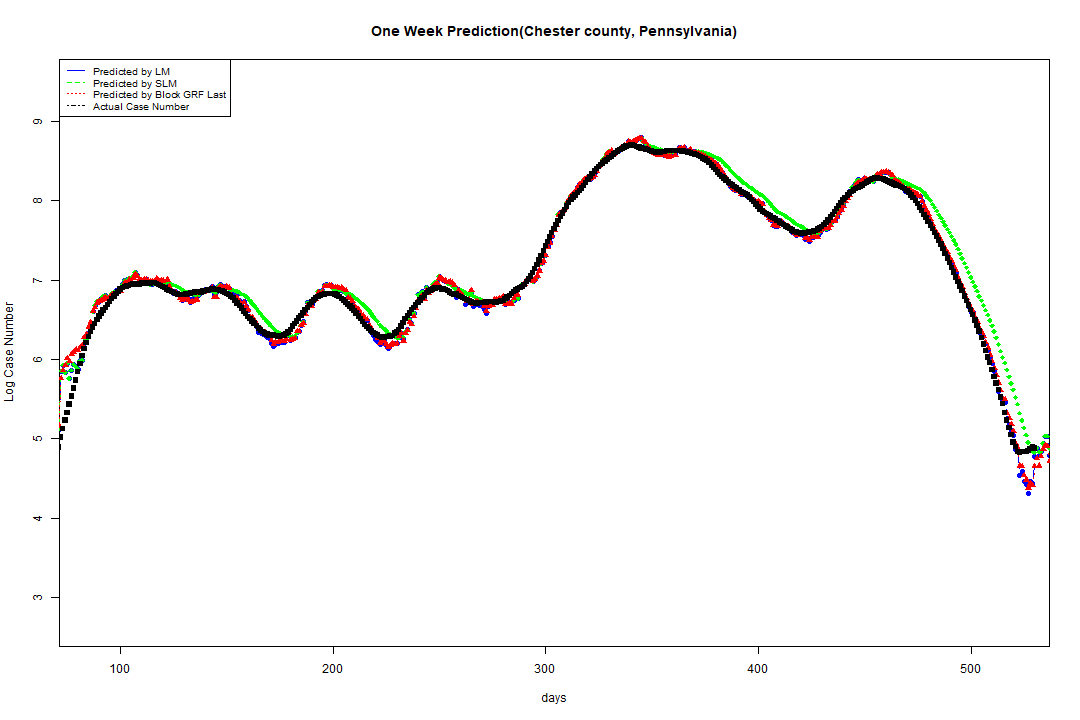 One Week Prediction(Chester county, Pennsylvania)
Predicted by LM
Predicted by SLM
Predicted by Block GRF Last
Actual Case Number
Log Case Number
9
8
7
6
5
4
3
100 200 300 400 500
days